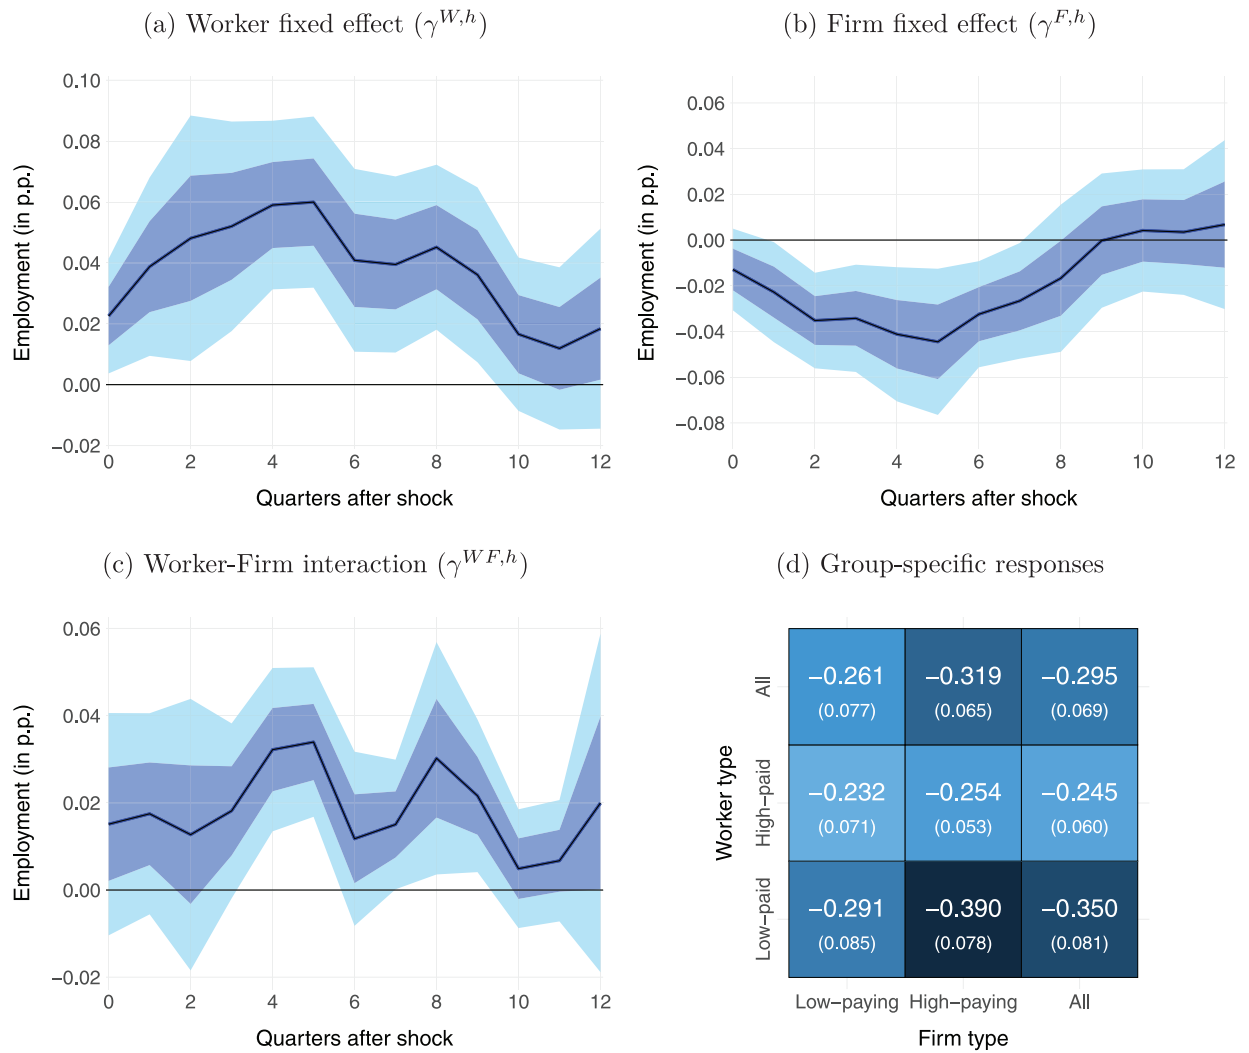 (a) Worker fixed effect (γ^{W,h})
0.10
0.08
0.06
0.04
0.02
0.00
−0.02
Employment (in p.p.)
0 2 4 6 8 10 12
Quarters after shock
(b) Firm fixed effect (γ^{F,h})
0.06
0.04
0.02
0.00
−0.02
−0.04
−0.06
−0.08
Employment (in p.p.)
0 2 4 6 8 10 12
Quarters after shock
(c) Worker-Firm interaction (γ^{WF,h})
0.06
0.04
0.02
0.00
−0.02
Employment (in p.p.)
0 2 4 6 8 10 12
Quarters after shock
(d) Group-specific responses
Worker type
All
−0.261 −0.319 −0.295
(0.077) (0.065) (0.069)
High−paid
−0.232 −0.254 −0.245
(0.071) (0.053) (0.060)
Low−paid
−0.291 −0.390 −0.350
(0.085) (0.078) (0.081)
Low−paying High−paying All
Firm type